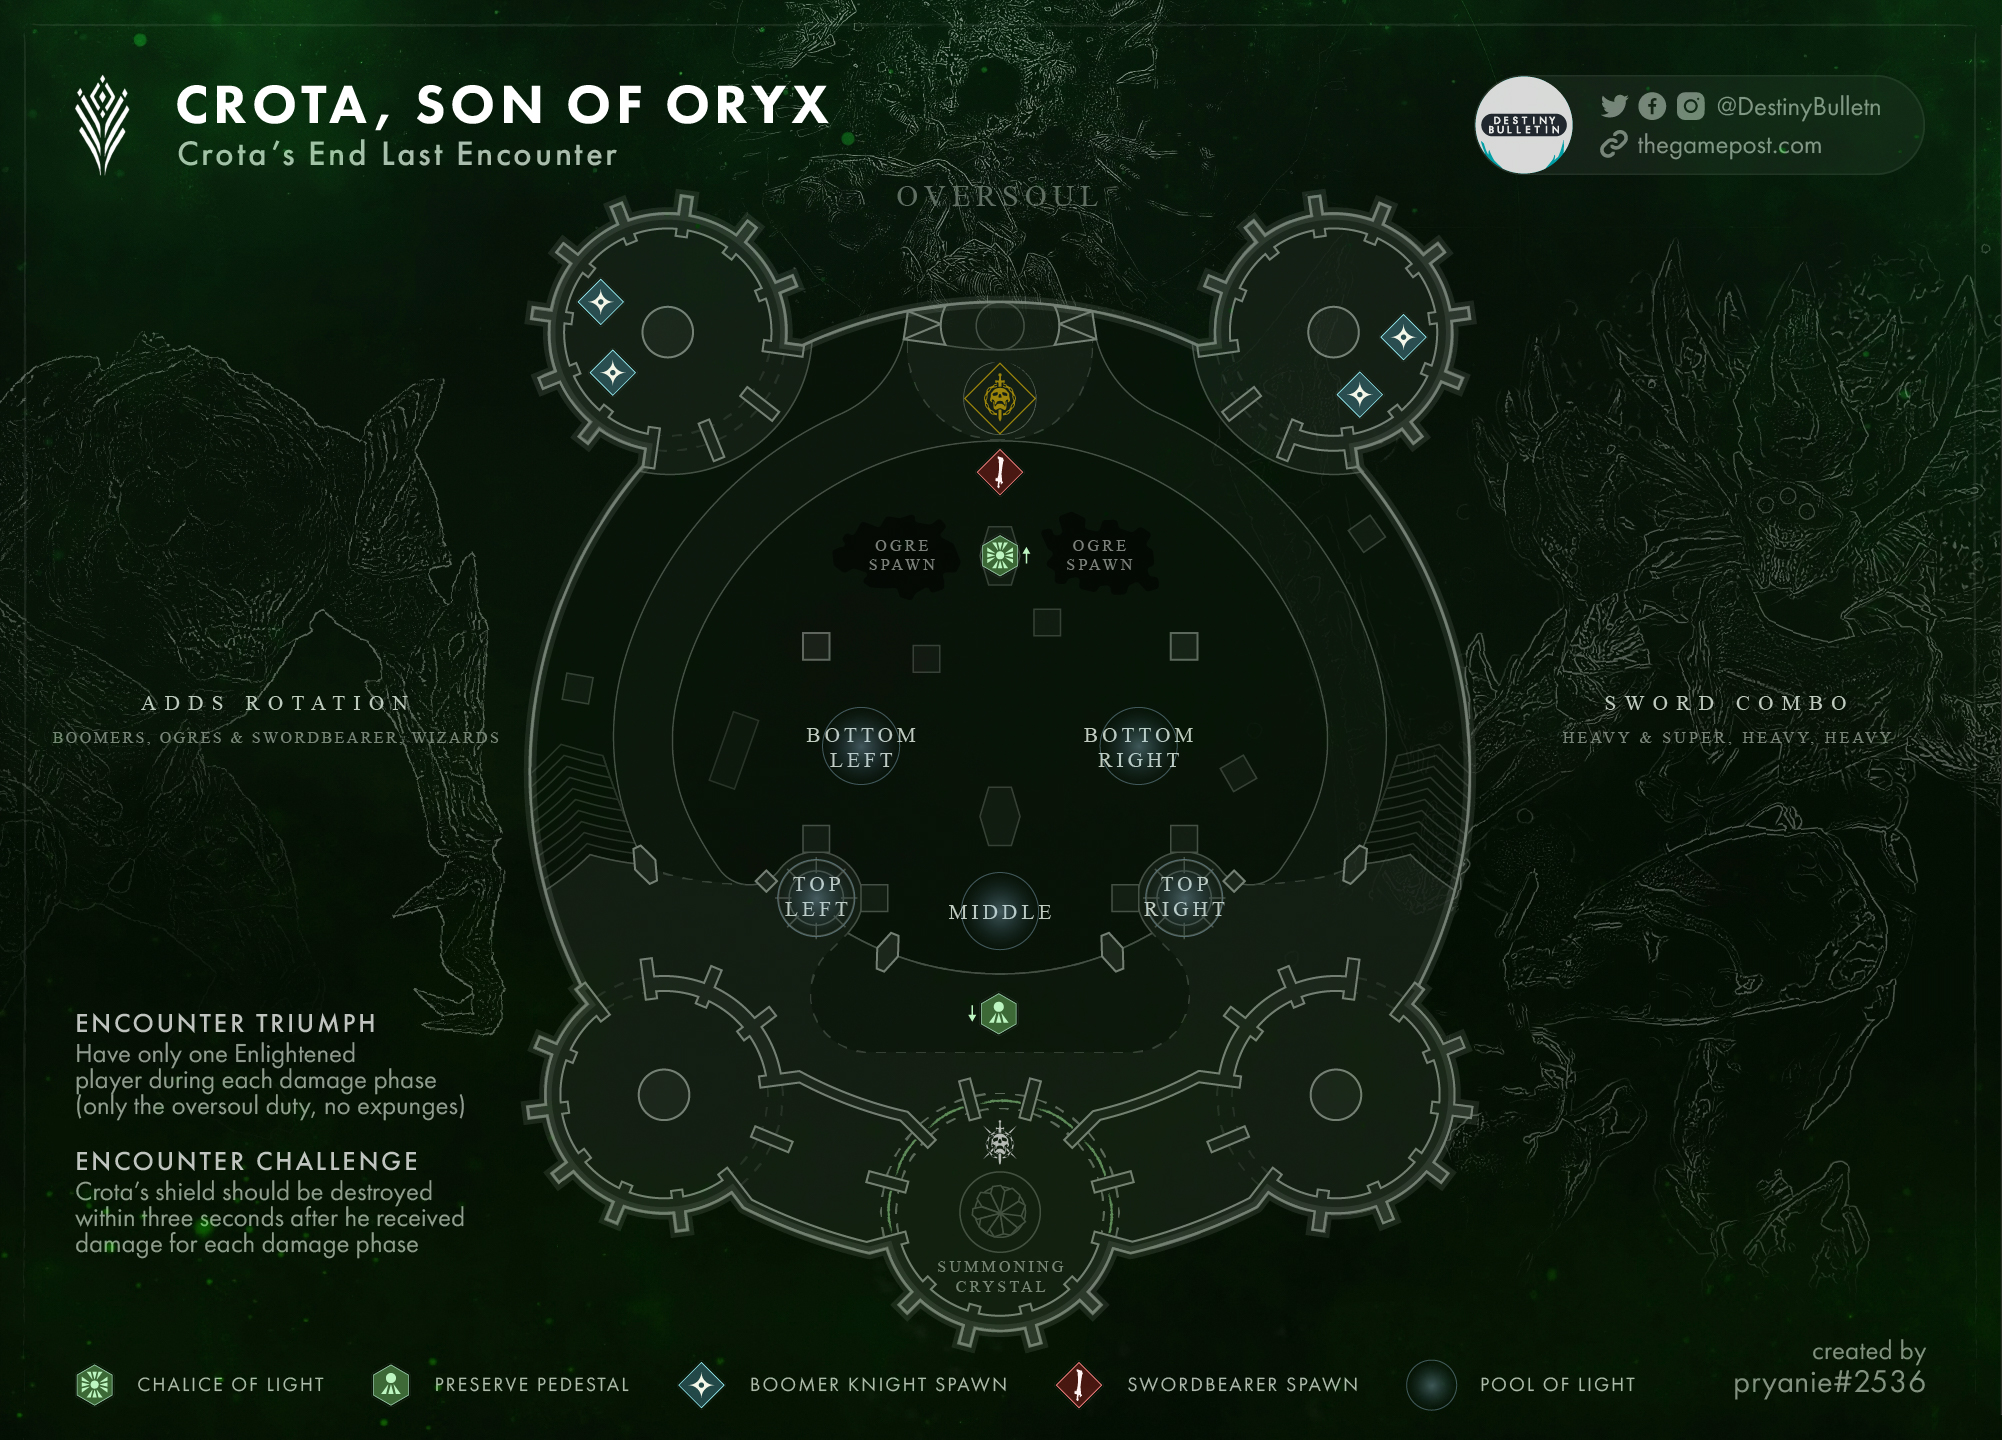 CROTA, SON OF ORYX
Crota's End Last Encounter
DESTINY
BULLETIN
@DestinyBulletn
thegamepost.com
OVERSOUL
OGRE
SPAWN
OGRE
SPAWN
ADDS ROTATION
BOOMERS, OGRES & SWORDBEARER, WIZARDS
SWORD COMBO
HEAVY & SUPER, HEAVY, HEAVY
BOTTOM
LEFT
BOTTOM
RIGHT
TOP
LEFT
MIDDLE
TOP
RIGHT
ENCOUNTER TRIUMPH
Have only one Enlightened
player during each damage phase
(only the oversoul duty, no expunges)
ENCOUNTER CHALLENGE
Crota's shield should be destroyed
within three seconds after he received
damage for each damage phase
SUMMONING
CRYSTAL
CHALICE OF LIGHT
PRESERVE PEDESTAL
BOOMER KNIGHT SPAWN
SWORDBEARER SPAWN
POOL OF LIGHT
created by
pryanie#2536